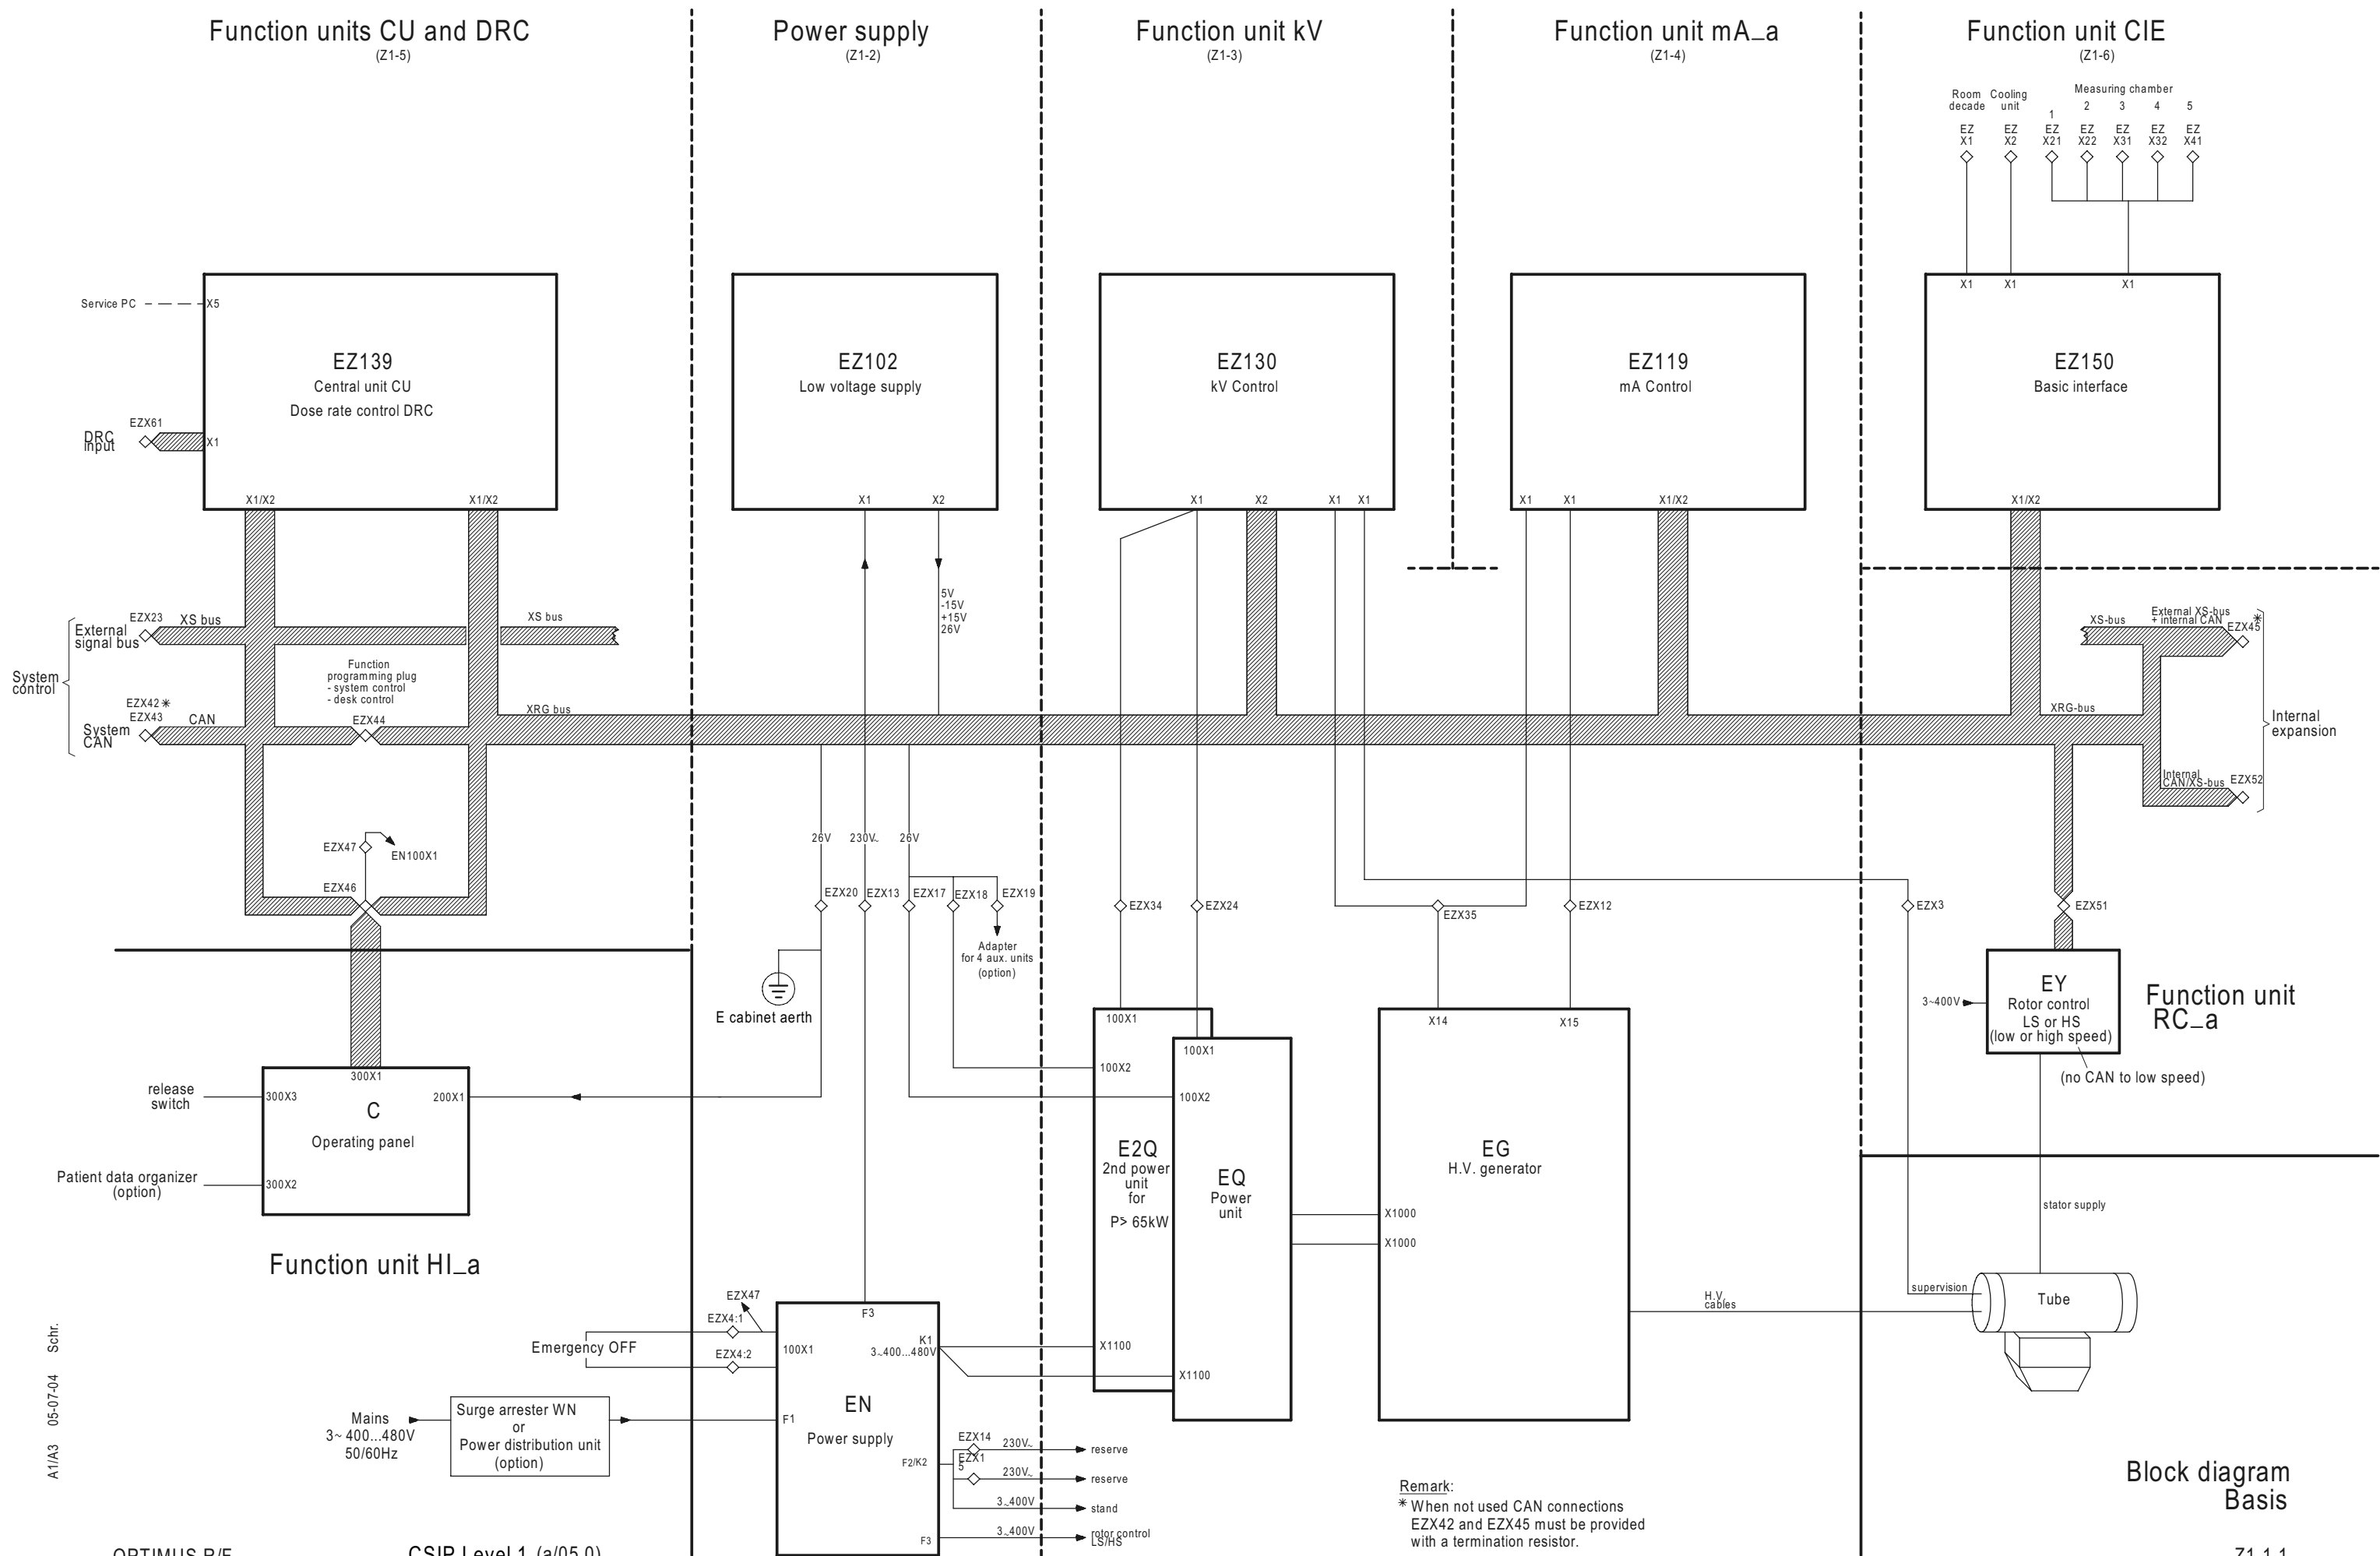 Function units CU and DRC
(Z1-5)
Power supply
(Z1-2)
Function unit kV
(Z1-3)
Function unit mA_a
(Z1-4)
Function unit CIE
(Z1-6)
Room
decade
Cooling
unit
Measuring chamber
1
2
3
4
5
EZ
X1
EZ
X2
EZ
X21
EZ
X22
EZ
X31
EZ
X32
EZ
X41
Service PC
X5
EZ139
Central unit CU
Dose rate control DRC
EZX61
DRC
input
X1
X1/X2
X1/X2
EZ102
Low voltage supply
X1
X2
EZ130
kV Control
X1
X2
X1
X1
EZ119
mA Control
X1
X1
X1/X2
X1
X1
X1
EZ150
Basic interface
X1/X2
5V
-15V
+15V
26V
System
control
EZX23
External
signal bus
XS bus
XS bus
Function
programming plug
- system control
- desk control
EZX42 *
EZX43
System
CAN
CAN
EZX44
XRG bus
XS-bus
External XS-bus
+ internal CAN
*
EZX45
XRG-bus
Internal
expansion
Internal
CAN/XS-bus
EZX52
EZX47
EN100X1
EZX46
26V
230V~
26V
EZX20
EZX13
EZX17
EZX18
EZX19
Adapter
for 4 aux. units
(option)
E cabinet aerth
EZX34
EZX24
EZX35
EZX12
EZX3
EZX51
3~400V
EY
Rotor control
LS or HS
(low or high speed)
(no CAN to low speed)
Function unit
RC_a
release
switch
300X1
300X3
200X1
C
Operating panel
Patient data organizer
(option)
300X2
Function unit HI_a
100X1
100X2
E2Q
2nd power
unit
for
P> 65kW
X1100
100X1
100X2
EQ
Power
unit
X1100
X14
X15
EG
H.V. generator
X1000
X1000
H.V.
cables
stator supply
supervision
Tube
EZX47
EZX4:1
Emergency OFF
EZX4:2
F3
100X1
K1
3~400...480V
F1
EN
Power supply
F2/K2
F3
Mains
3~ 400...480V
50/60Hz
Surge arrester WN
or
Power distribution unit
(option)
EZX14
230V~
reserve
EZX1
5
230V~
reserve
3~400V
stand
3~400V
rotor control
LS/HS
Remark:
* When not used CAN connections
EZX42 and EZX45 must be provided
with a termination resistor.
Block diagram
Basis
A1/A3 05-07-04 Schr.
OPTIMUS R/F
CSIP Level 1 (a/05.0)
Z1-1.1